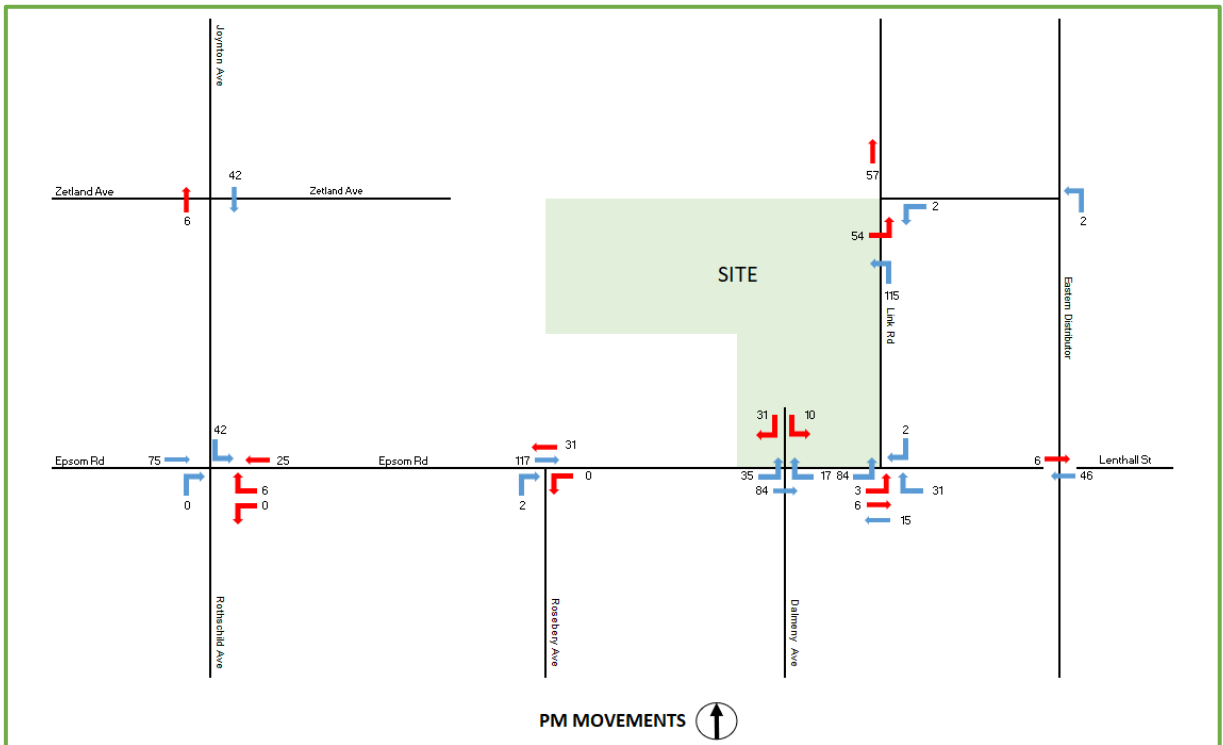 Joynton Ave
42
Zetland Ave
Zetland Ave
6
57
2
2
54
SITE
115
Link Rd
Eastern Distributor
31
10
42
2
31
Epsom Rd
75
25
Epsom Rd
117
6
Lenthall St
0
35
17
84
46
6
3
31
0
0
2
84
6
15
Rothschild Ave
Rosebery Ave
Dalmeny Ave
PM MOVEMENTS